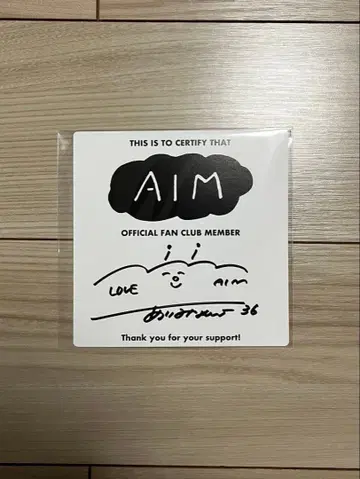 THIS IS TO CERTIFY THAT
AIM
OFFICIAL FAN CLUB MEMBER
LOVE AIM
36
Thank you for your support!